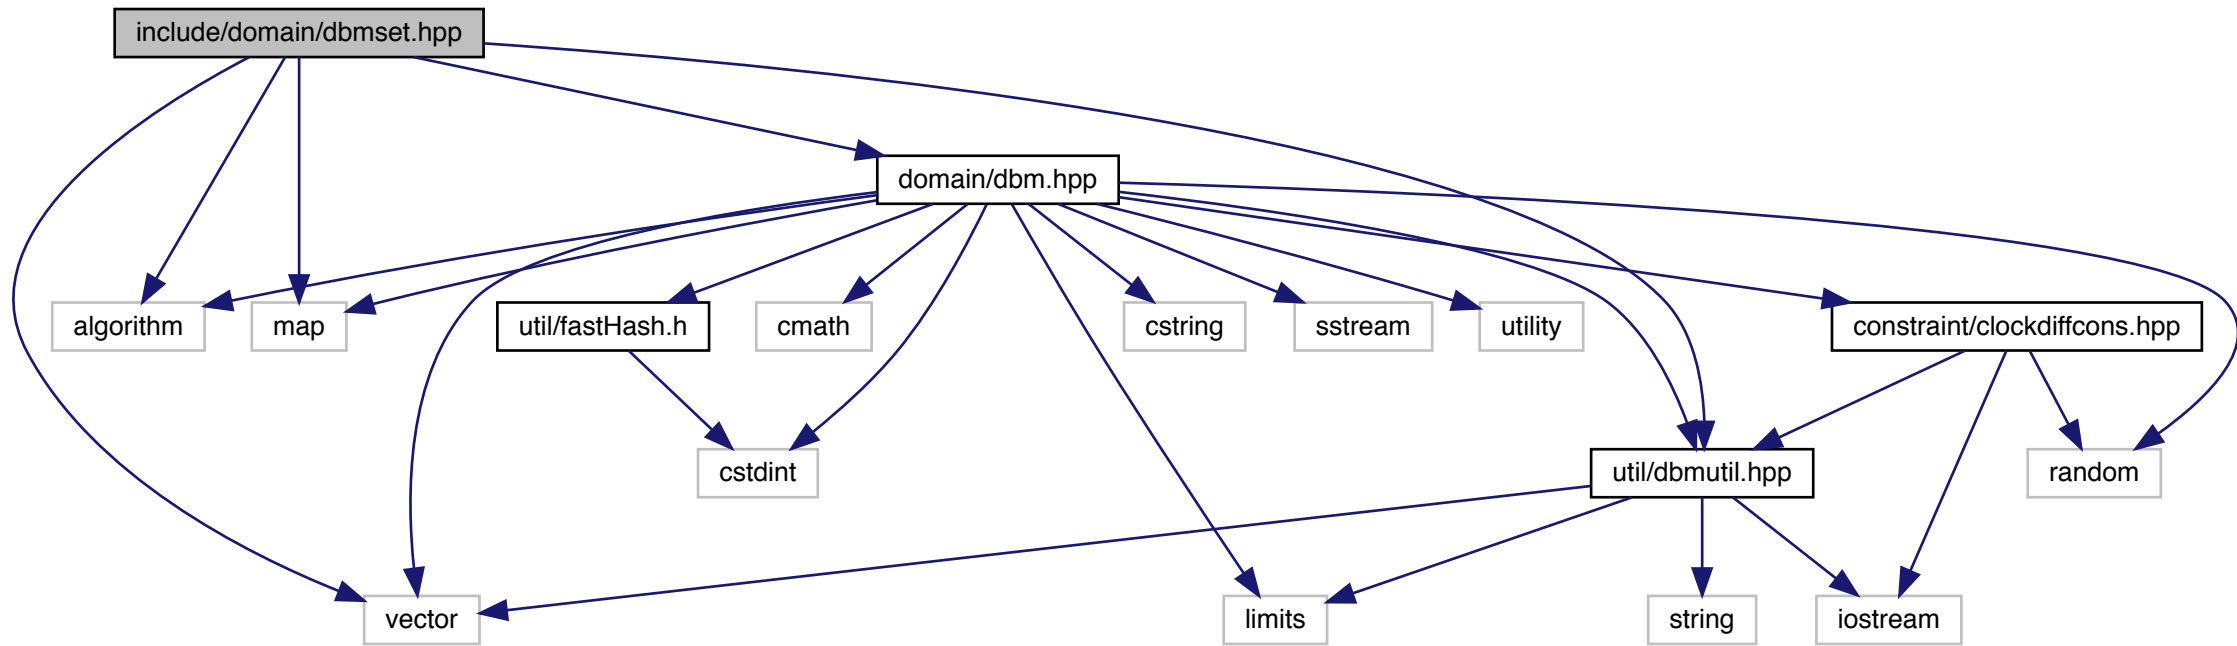 include/domain/dbmset.hpp
domain/dbm.hpp
algorithm
map
util/fastHash.h
cmath
cstring
sstream
utility
constraint/clockdiffcons.hpp
cstdint
util/dbmutil.hpp
random
vector
limits
string
iostream